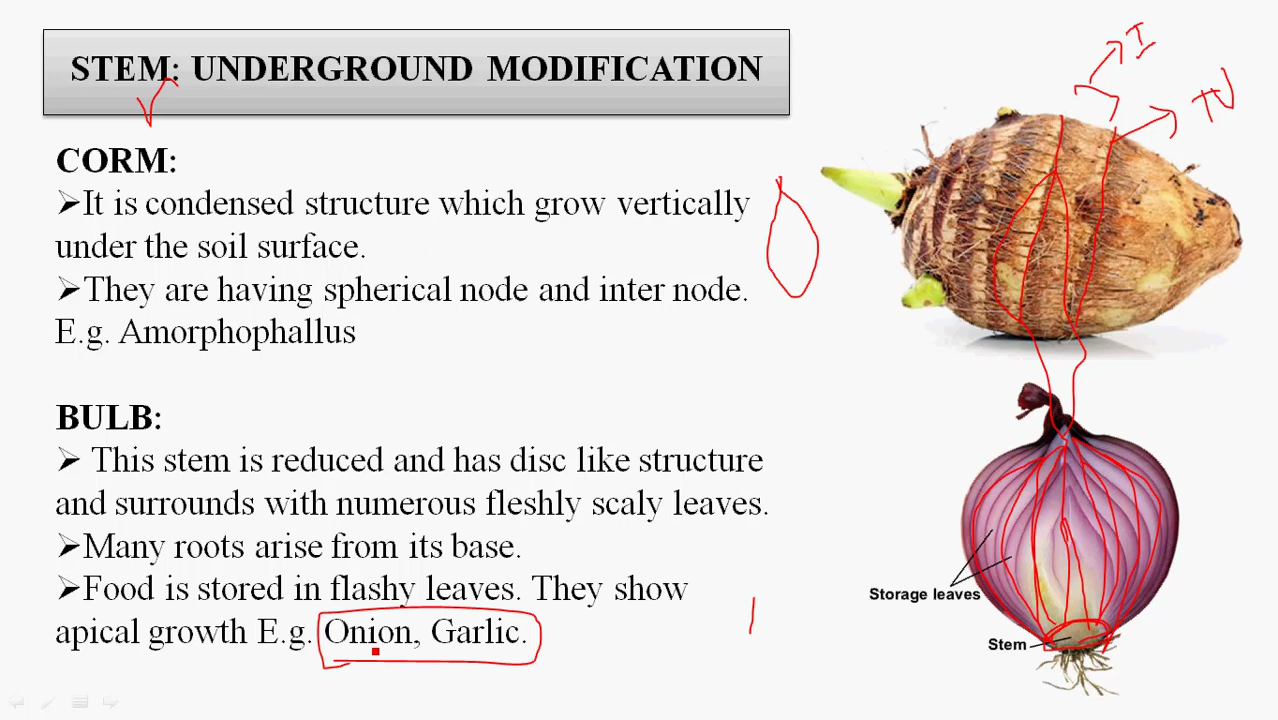 STEM: UNDERGROUND MODIFICATION
I
N
CORM:
➢It is condensed structure which grow vertically
under the soil surface.
➢They are having spherical node and inter node.
E.g. Amorphophallus
BULB:
➢ This stem is reduced and has disc like structure
and surrounds with numerous fleshly scaly leaves.
➢Many roots arise from its base.
➢Food is stored in flashy leaves. They show
apical growth E.g. Onion, Garlic.
Storage leaves
Stem